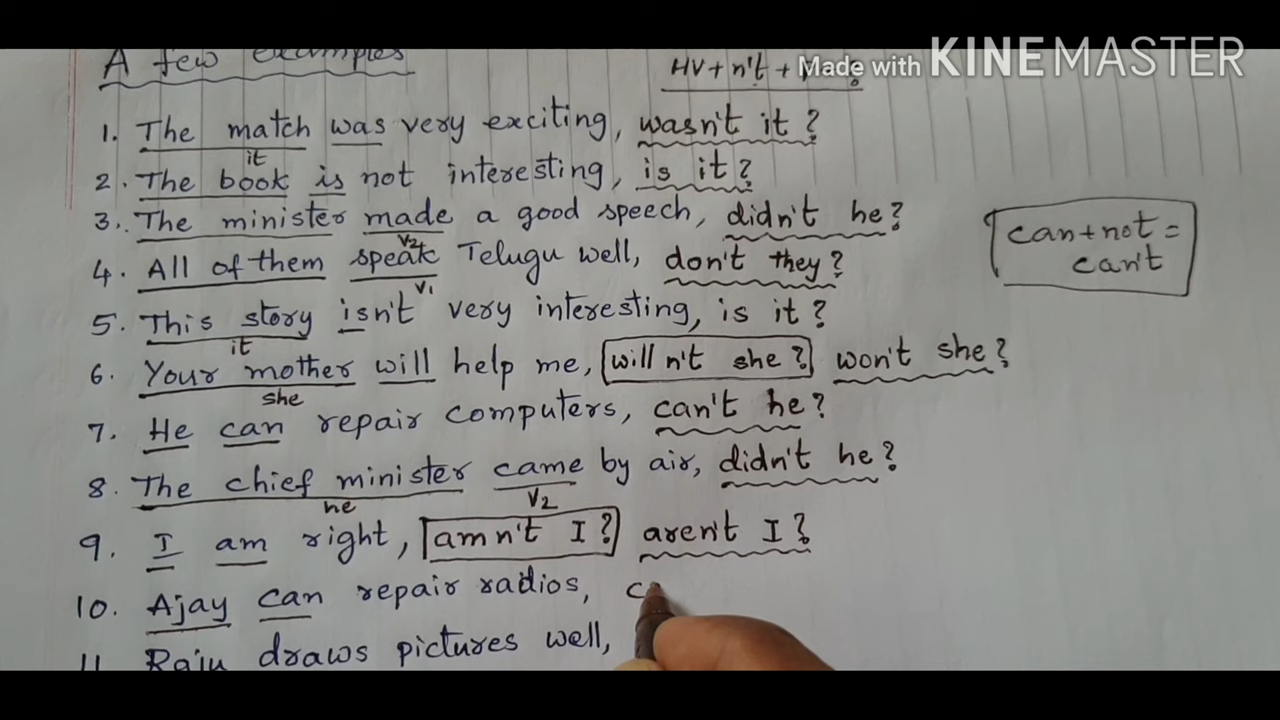 A few examples
HV + n't + ?
Made with KINEMASTER
1. The match was very exciting, wasn't it?
it
2. The book is not interesting, is it?
3. The minister made a good speech, didn't he?
V2
4. All of them speak Telugu well, don't they?
V1
5. This story isn't very interesting, is it?
it
6. Your mother will help me, will n't she? won't she?
she
7. He can repair computers, can't he?
8. The chief minister came by air, didn't he?
he V2
9. I am right, amn't I? aren't I?
10. Ajay can repair radios, c
11. Raju draws pictures well,
can + not =
can't